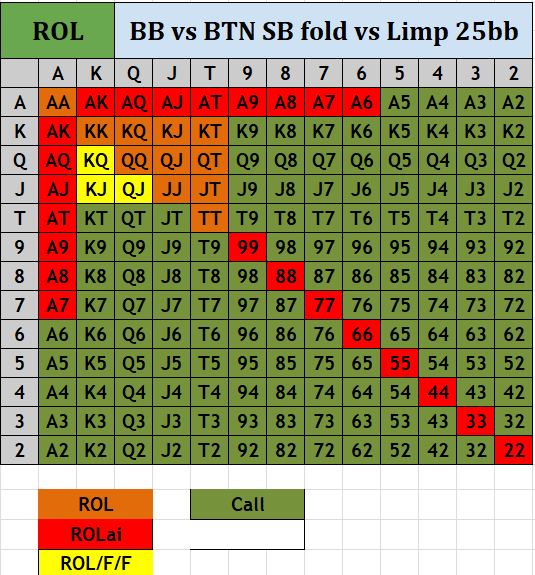 ROL BB vs BTN SB fold vs Limp 25bb
A K Q J T 9 8 7 6 5 4 3 2
A AA AK AQ AJ AT A9 A8 A7 A6 A5 A4 A3 A2
K AK KK KQ KJ KT K9 K8 K7 K6 K5 K4 K3 K2
Q AQ KQ QQ QJ QT Q9 Q8 Q7 Q6 Q5 Q4 Q3 Q2
J AJ KJ QJ JJ JT J9 J8 J7 J6 J5 J4 J3 J2
T AT KT QT JT TT T9 T8 T7 T6 T5 T4 T3 T2
9 A9 K9 Q9 J9 T9 99 98 97 96 95 94 93 92
8 A8 K8 Q8 J8 T8 98 88 87 86 85 84 83 82
7 A7 K7 Q7 J7 T7 97 87 77 76 75 74 73 72
6 A6 K6 Q6 J6 T6 96 86 76 66 65 64 63 62
5 A5 K5 Q5 J5 T5 95 85 75 65 55 54 53 52
4 A4 K4 Q4 J4 T4 94 84 74 64 54 44 43 42
3 A3 K3 Q3 J3 T3 93 83 73 63 53 43 33 32
2 A2 K2 Q2 J2 T2 92 82 72 62 52 42 32 22
ROL Call
ROLai
ROL/F/F